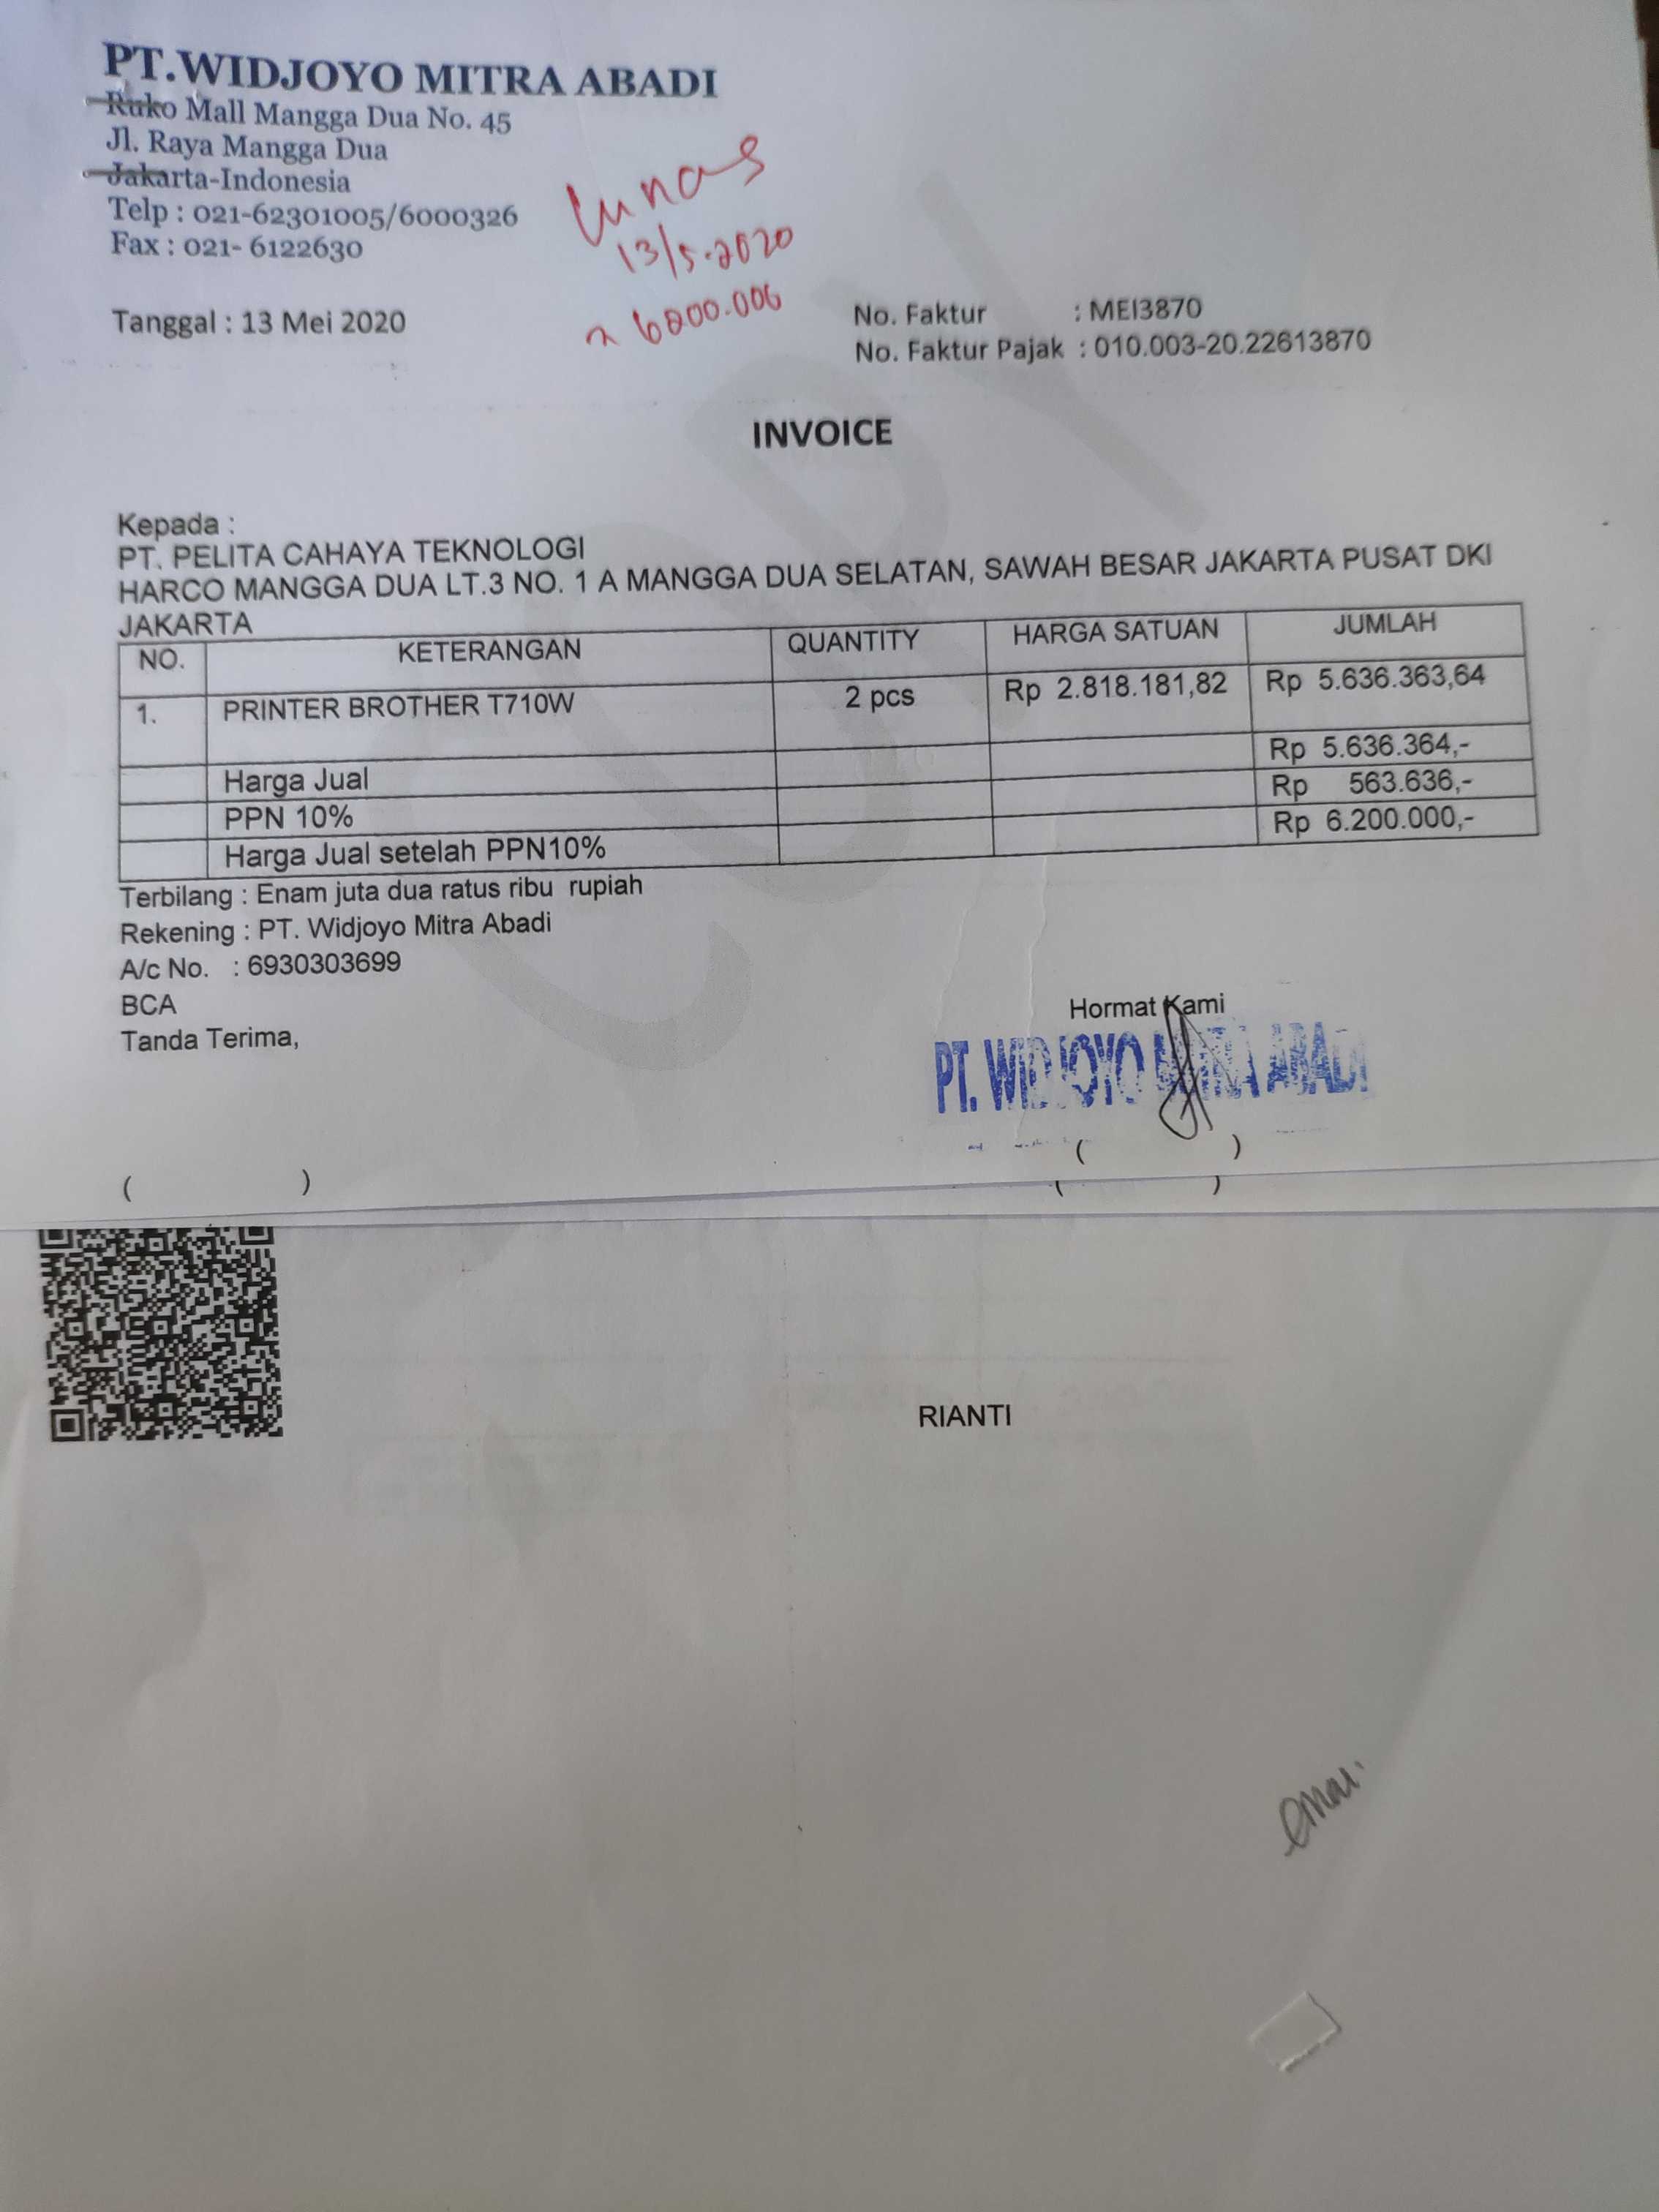 PT.WIDJOYO MITRA ABADI
Ruko Mall Mangga Dua No. 45
Jl. Raya Mangga Dua
Jakarta-Indonesia
Telp : 021-62301005/6000326
Fax : 021- 6122630
Lunas
13/5-2020
Tanggal : 13 Mei 2020
No. Faktur : MEI3870
No. Faktur Pajak : 010.003-20.22613870
COPY
INVOICE
Kepada :
PT. PELITA CAHAYA TEKNOLOGI
HARCO MANGGA DUA LT.3 NO. 1 A MANGGA DUA SELATAN, SAWAH BESAR JAKARTA PUSAT DKI
JAKARTA
NO. KETERANGAN QUANTITY HARGA SATUAN JUMLAH
1. PRINTER BROTHER T710W 2 pcs Rp 2.818.181,82 Rp 5.636.363,64
Harga Jual Rp 5.636.364,-
PPN 10% Rp 563.636,-
Harga Jual setelah PPN10% Rp 6.200.000,-
Terbilang : Enam juta dua ratus ribu rupiah
Rekening : PT. Widjoyo Mitra Abadi
A/c No. : 6930303699
BCA
Tanda Terima,
Hormat Kami
PT. WIDJOYO MITRA ABADI
( )
( )
( )
RIANTI